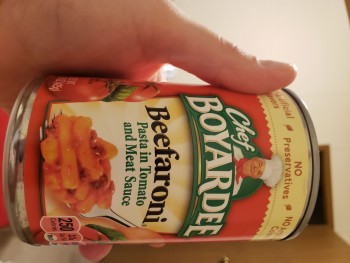 NO
Preservatives
Chef
BOYARDEE
Beefaroni
Pasta in Tomato
and Meat Sauce
250